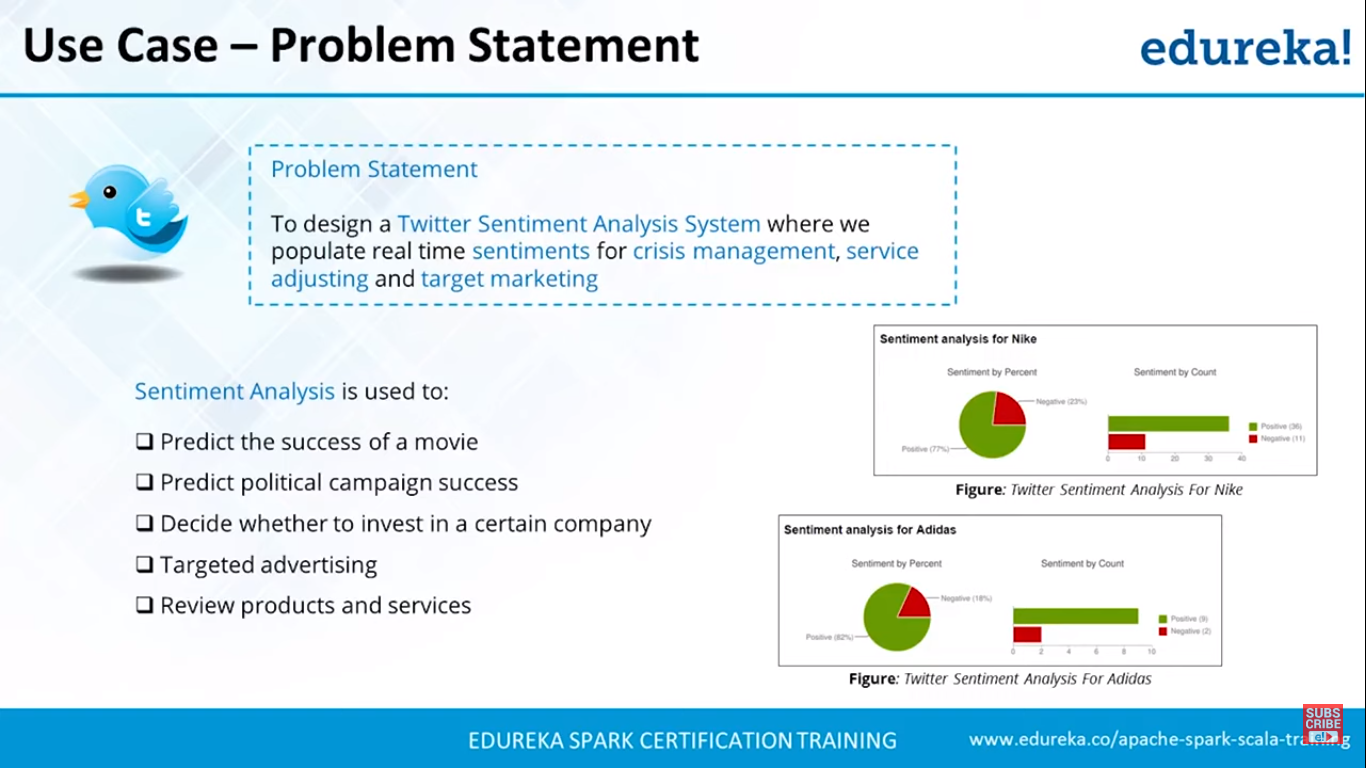 Use Case – Problem Statement
edureka!
Problem Statement
To design a Twitter Sentiment Analysis System where we
populate real time sentiments for crisis management, service
adjusting and target marketing
t
Sentiment Analysis is used to:
❑ Predict the success of a movie
❑ Predict political campaign success
❑ Decide whether to invest in a certain company
❑ Targeted advertising
❑ Review products and services
Sentiment analysis for Nike
Sentiment by Percent
Negative (23%)
Positive (77%)
Sentiment by Count
Positive (36)
Negative (11)
0 10 20 30 40
Figure: Twitter Sentiment Analysis For Nike
Sentiment analysis for Adidas
Sentiment by Percent
Negative (18%)
Positive (82%)
Sentiment by Count
Positive (9)
Negative (2)
0 2 4 6 8 10
Figure: Twitter Sentiment Analysis For Adidas
EDUREKA SPARK CERTIFICATION TRAINING
www.edureka.co/apache-spark-scala-training
SUBS
CRIBE
e!